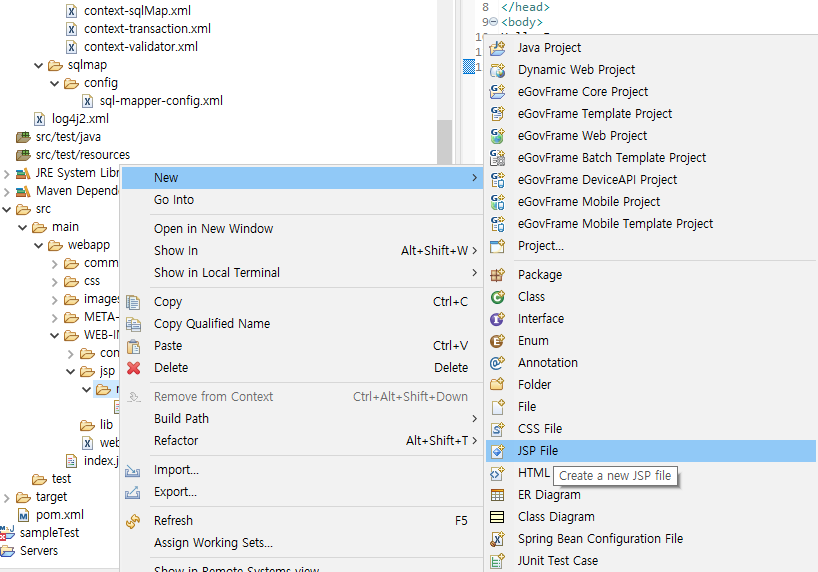 context-sqlMap.xml
context-transaction.xml
context-validator.xml
sqlmap
config
sql-mapper-config.xml
log4j2.xml
src/test/java
src/test/resources
JRE System Libr
Maven Depend
src
main
webapp
comm
css
images
META-
WEB-IN
con
jsp
lib
web
index.j
test
target
pom.xml
sampleTest
Servers
8 </head>
9 <body>
New
Go Into
Open in New Window
Show In Alt+Shift+W
Show in Local Terminal
Copy Ctrl+C
Copy Qualified Name
Paste Ctrl+V
Delete Delete
Remove from Context Ctrl+Alt+Shift+Down
Build Path
Refactor Alt+Shift+T
Import...
Export...
Refresh F5
Assign Working Sets...
Show in Remote Systems view
Java Project
Dynamic Web Project
eGovFrame Core Project
eGovFrame Template Project
eGovFrame Web Project
eGovFrame Batch Template Project
eGovFrame DeviceAPI Project
eGovFrame Mobile Project
eGovFrame Mobile Template Project
Project...
Package
Class
Interface
Enum
Annotation
Folder
File
CSS File
JSP File
HTML
Create a new JSP file
ER Diagram
Class Diagram
Spring Bean Configuration File
JUnit Test Case